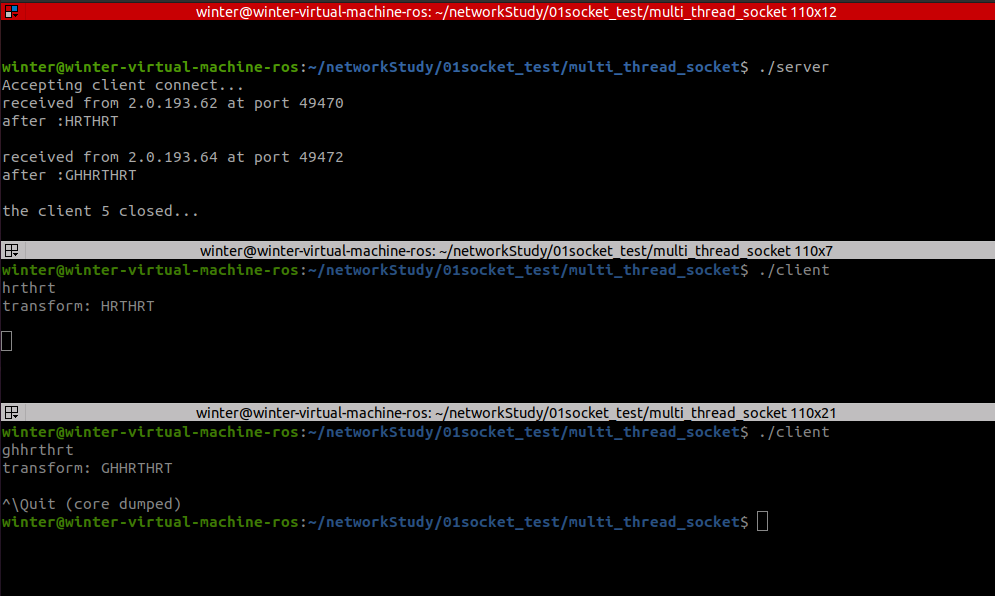 winter@winter-virtual-machine-ros: ~/networkStudy/01socket_test/multi_thread_socket 110x12
winter@winter-virtual-machine-ros:~/networkStudy/01socket_test/multi_thread_socket$ ./server
Accepting client connect...
received from 2.0.193.62 at port 49470
after :HRTHRT
received from 2.0.193.64 at port 49472
after :GHHRTHRT
the client 5 closed...
winter@winter-virtual-machine-ros: ~/networkStudy/01socket_test/multi_thread_socket 110x7
winter@winter-virtual-machine-ros:~/networkStudy/01socket_test/multi_thread_socket$ ./client
hrthrt
transform: HRTHRT
winter@winter-virtual-machine-ros: ~/networkStudy/01socket_test/multi_thread_socket 110x21
winter@winter-virtual-machine-ros:~/networkStudy/01socket_test/multi_thread_socket$ ./client
ghhrthrt
transform: GHHRTHRT
^\Quit (core dumped)
winter@winter-virtual-machine-ros:~/networkStudy/01socket_test/multi_thread_socket$